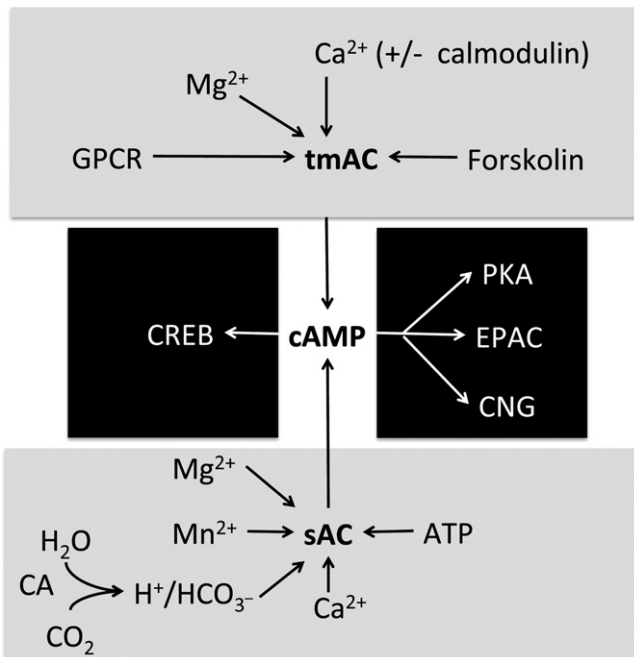 Ca²⁺ (+/- calmodulin)
Mg²⁺
GPCR tmAC Forskolin
PKA
CREB cAMP EPAC
CNG
Mg²⁺
Mn²⁺ sAC ATP
H₂O
CA H⁺/HCO₃⁻ Ca²⁺
CO₂